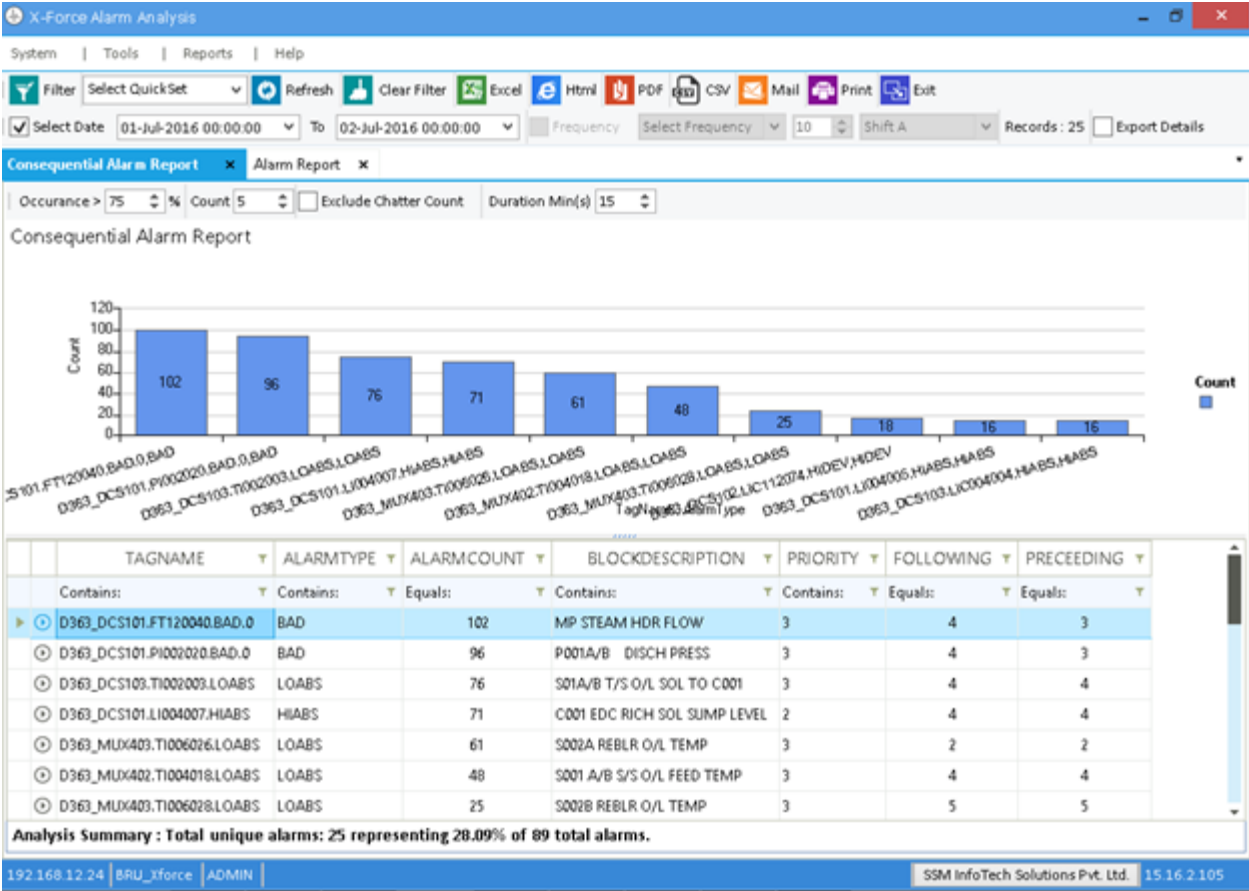 X-Force Alarm Analysis
System | Tools | Reports | Help
Filter Select QuickSet Refresh Clear Filter Excel Html PDF CSV Mail Print Exit
Select Date 01-Jul-2016 00:00:00 To 02-Jul-2016 00:00:00 Frequency Select Frequency 10 Shift A Records : 25 Export Details
Consequential Alarm Report x Alarm Report x
Occurance > 75 % Count 5 Exclude Chatter Count Duration Min(s) 15
Consequential Alarm Report
120
100
80
60
40
20
0
Count
102 96 76 71 61 48 25 18 16 16
Count
S101.FT120040.BAD.0,BAD
D363_DCS101.PI002020.BAD.0,BAD
D363_DCS103.TI002003.LOABS,LOABS
D363_DCS101.LI004007.HIABS,HIABS
D363_MUX403.TI006026.LOABS,LOABS
D363_MUX402.TI004018.LOABS,LOABS
D363_MUX403.TI006028.LOABS,LOABS
D363_DCS102.LIC112074.HIDEV,HIDEV
D363_DCS101.LI004005.HIABS,HIABS
D363_DCS103.LIC004004.HIABS,HIABS
TAGNAME ALARMTYPE ALARMCOUNT BLOCKDESCRIPTION PRIORITY FOLLOWING PRECEEDING
Contains: Contains: Equals: Contains: Contains: Equals: Equals:
D363_DCS101.FT120040.BAD.0 BAD 102 MP STEAM HDR FLOW 3 4 3
D363_DCS101.PI002020.BAD.0 BAD 96 P001A/B DISCH PRESS 3 4 3
D363_DCS103.TI002003.LOABS LOABS 76 S01A/B T/S O/L SOL TO C001 3 4 4
D363_DCS101.LI004007.HIABS HIABS 71 C001 EDC RICH SOL SUMP LEVEL 2 4 4
D363_MUX403.TI006026.LOABS LOABS 61 S002A REBLR O/L TEMP 3 2 2
D363_MUX402.TI004018.LOABS LOABS 48 S001 A/B S/S O/L FEED TEMP 3 4 4
D363_MUX403.TI006028.LOABS LOABS 25 S002B REBLR O/L TEMP 3 5 5
Analysis Summary : Total unique alarms: 25 representing 28.09% of 89 total alarms.
192.168.12.24 BRU_Xforce ADMIN SSM InfoTech Solutions Pvt. Ltd. 15.16.2.105